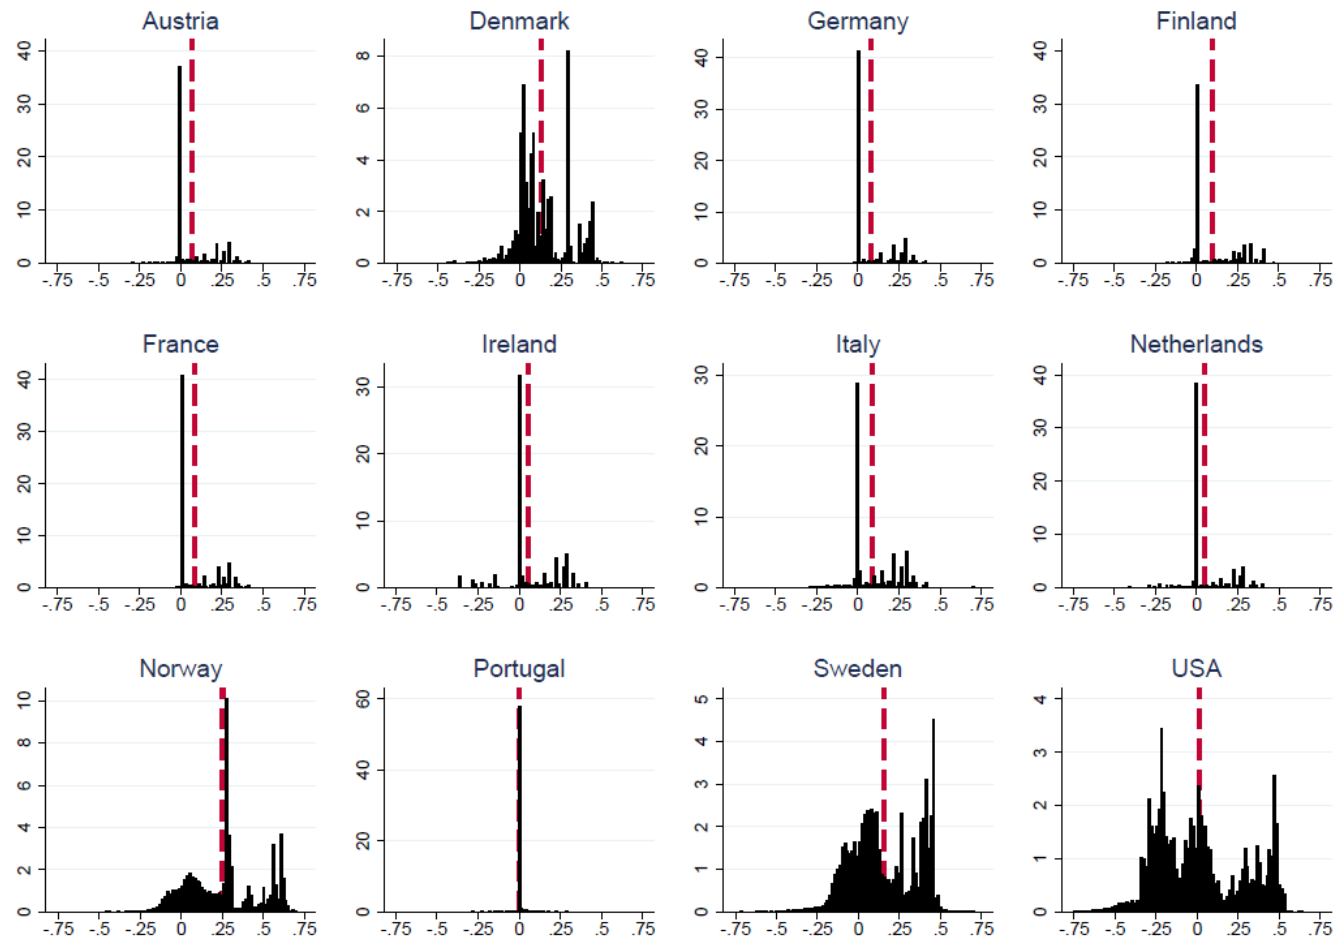 Austria Denmark Germany Finland
40 8 40 40
30 6 30 30
20 4 20 20
10 2 10 10
0 0 0 0
-.75 -.5 -.25 0 .25 .5 .75 -.75 -.5 -.25 0 .25 .5 .75 -.75 -.5 -.25 0 .25 .5 .75 -.75 -.5 -.25 0 .25 .5 .75
France Ireland Italy Netherlands
40 30 30 40
30 20 20 30
20 10 10 20
10 0 0 10
0 0
-.75 -.5 -.25 0 .25 .5 .75 -.75 -.5 -.25 0 .25 .5 .75 -.75 -.5 -.25 0 .25 .5 .75 -.75 -.5 -.25 0 .25 .5 .75
Norway Portugal Sweden USA
10 60 5 4
8 40 4 3
6 20 3 2
4 0 2 1
2 1 0
0 0
-.75 -.5 -.25 0 .25 .5 .75 -.75 -.5 -.25 0 .25 .5 .75 -.75 -.5 -.25 0 .25 .5 .75 -.75 -.5 -.25 0 .25 .5 .75